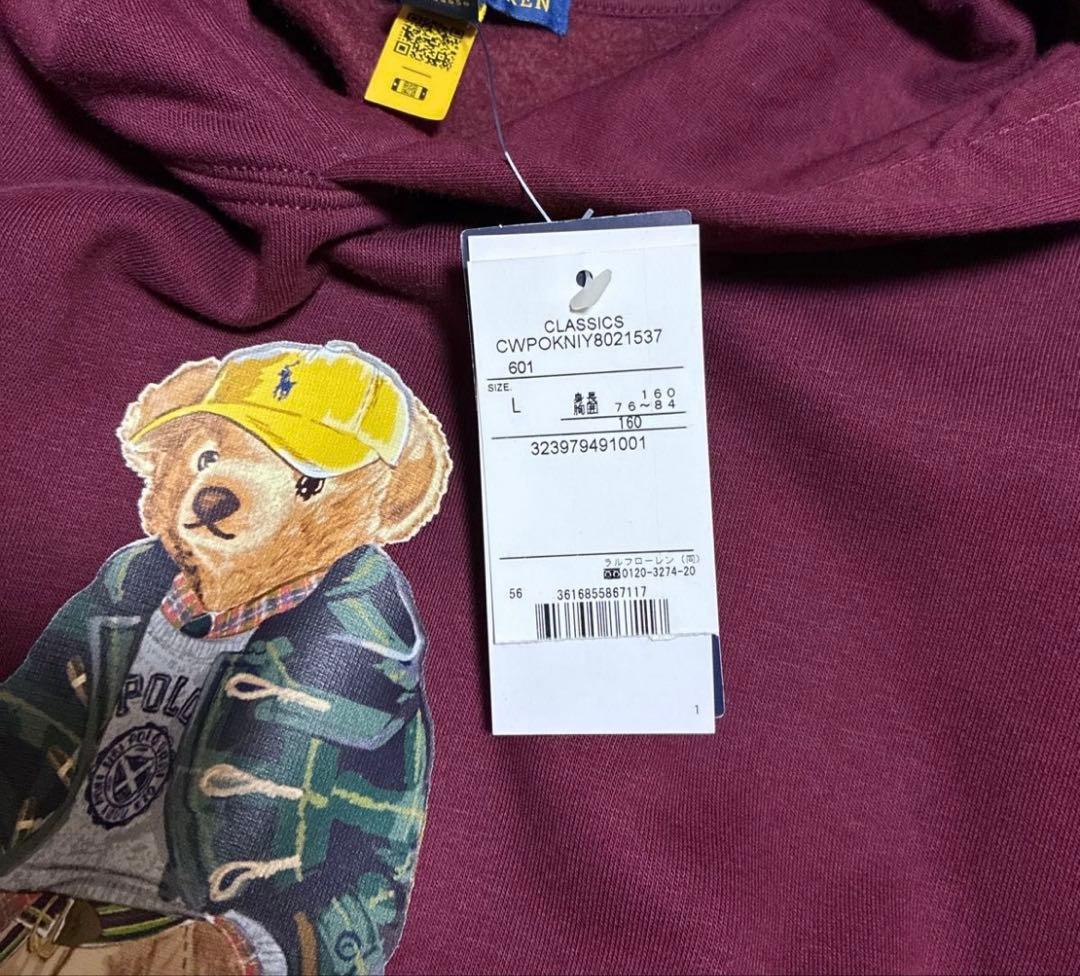 REN
CLASSICS
CWPOKNIY8021537
601
SIZE.
L 身長 160
胸囲 76~84
160
323979491001
ラルフローレン(同)
0120-3274-20
56 3616855867117
1
POLO